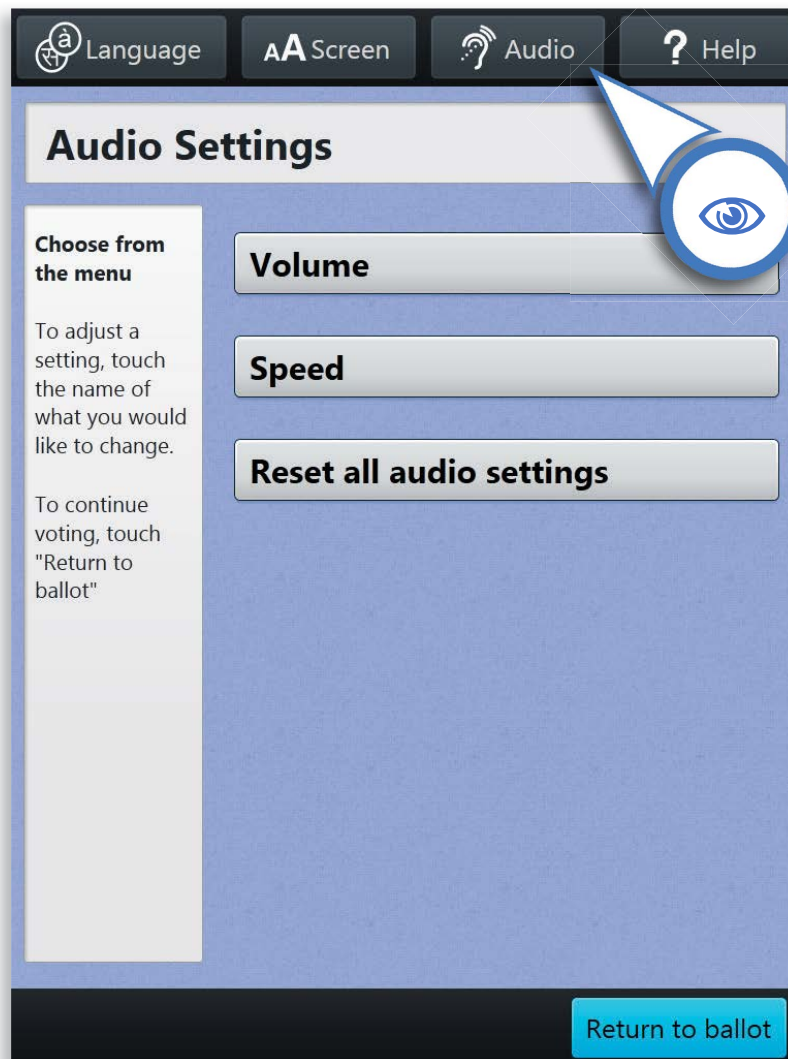 स à Language
AA Screen
Audio
? Help
Audio Settings
Choose from
the menu
To adjust a
setting, touch
the name of
what you would
like to change.
To continue
voting, touch
"Return to
ballot"
Volume
Speed
Reset all audio settings
Return to ballot